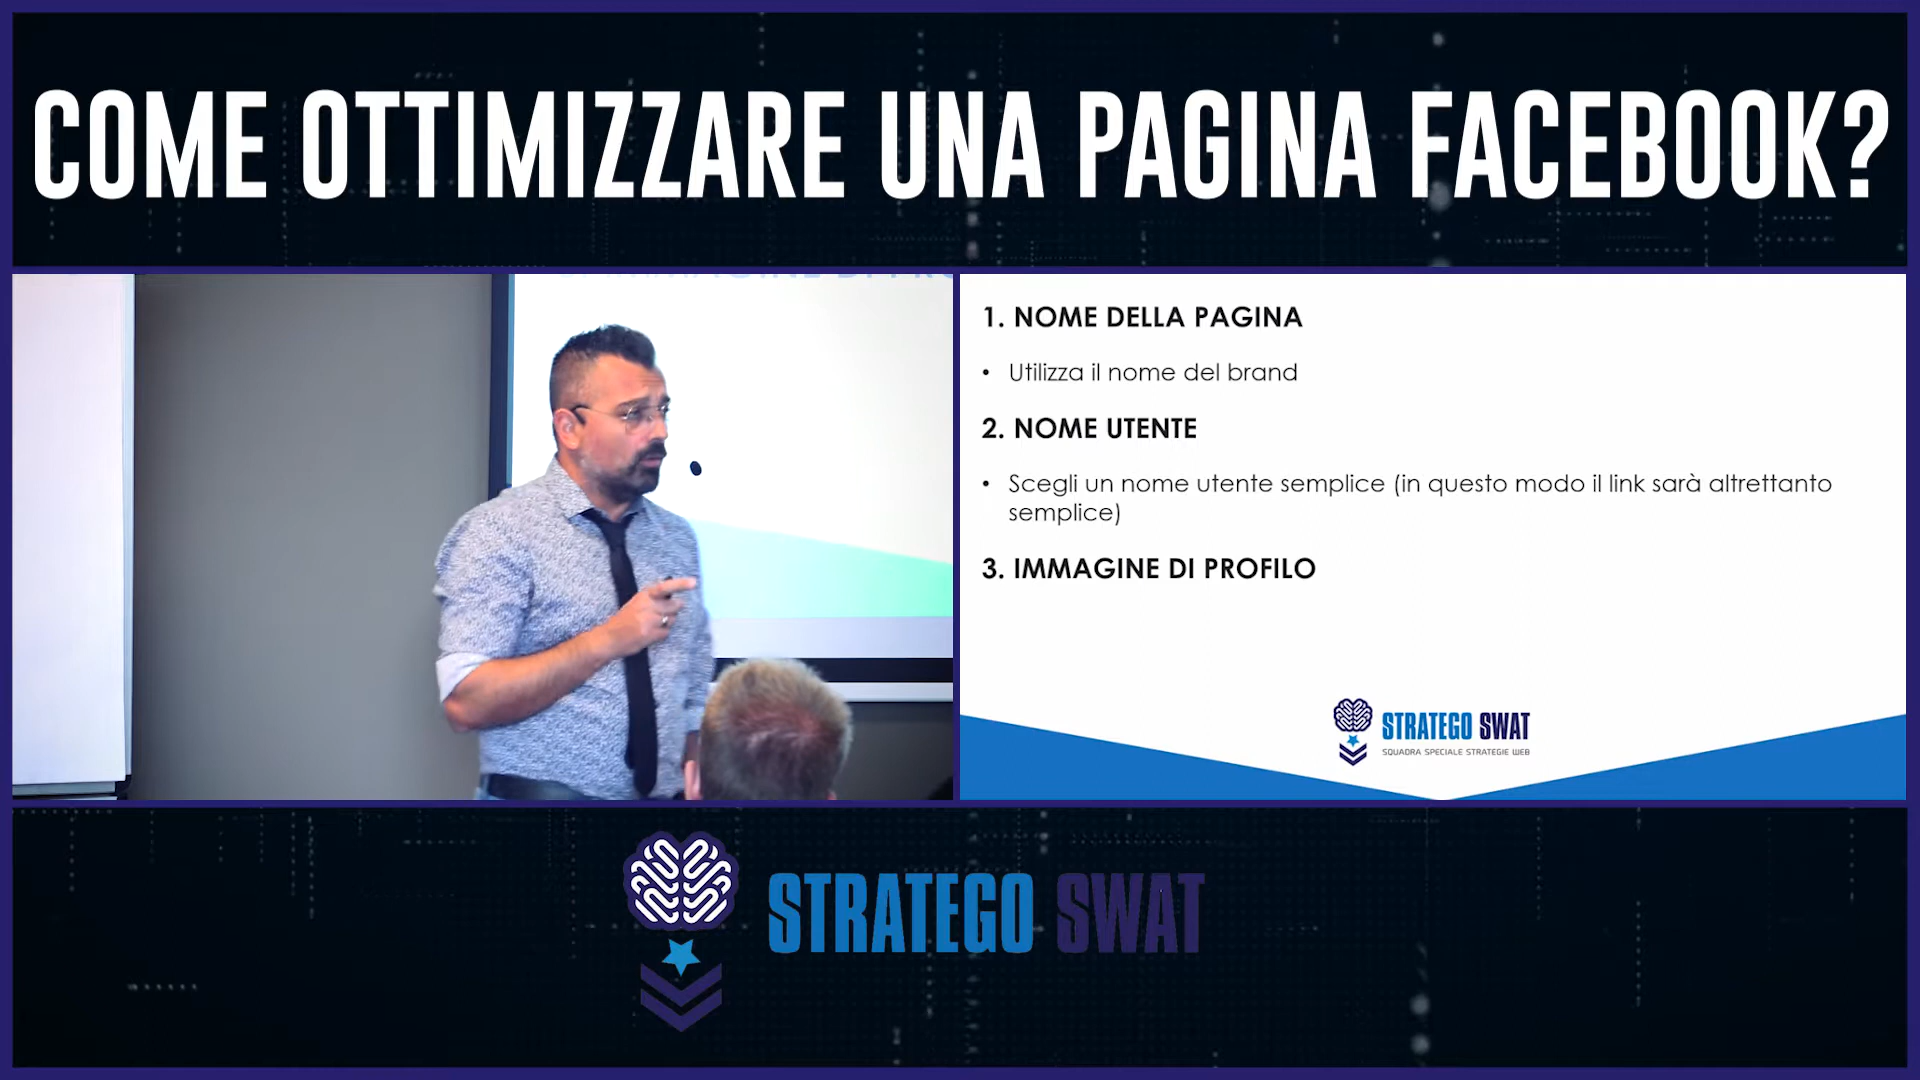 COME OTTIMIZZARE UNA PAGINA FACEBOOK?
1. NOME DELLA PAGINA
• Utilizza il nome del brand
2. NOME UTENTE
• Scegli un nome utente semplice (in questo modo il link sarà altrettanto
semplice)
3. IMMAGINE DI PROFILO
STRATEGO SWAT
SQUADRA SPECIALE STRATEGIE WEB
STRATEGO SWAT